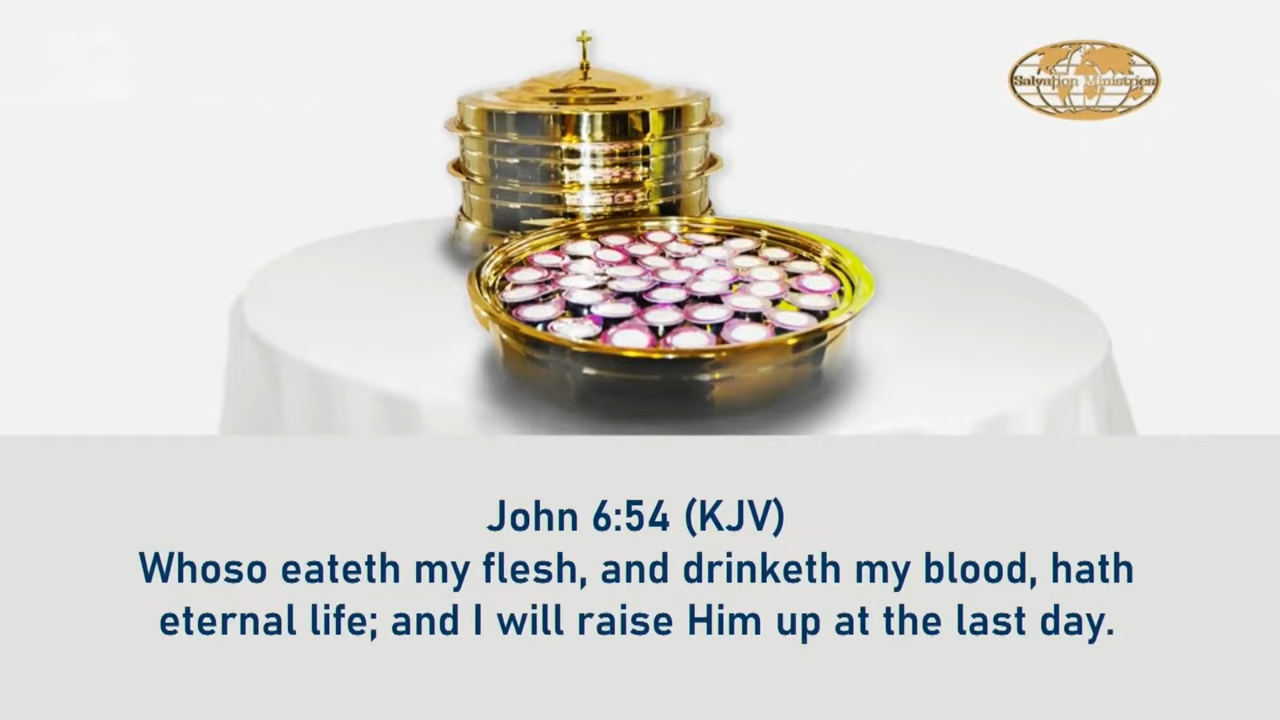 Salvation Ministries
John 6:54 (KJV)
Whoso eateth my flesh, and drinketh my blood, hath
eternal life; and I will raise Him up at the last day.